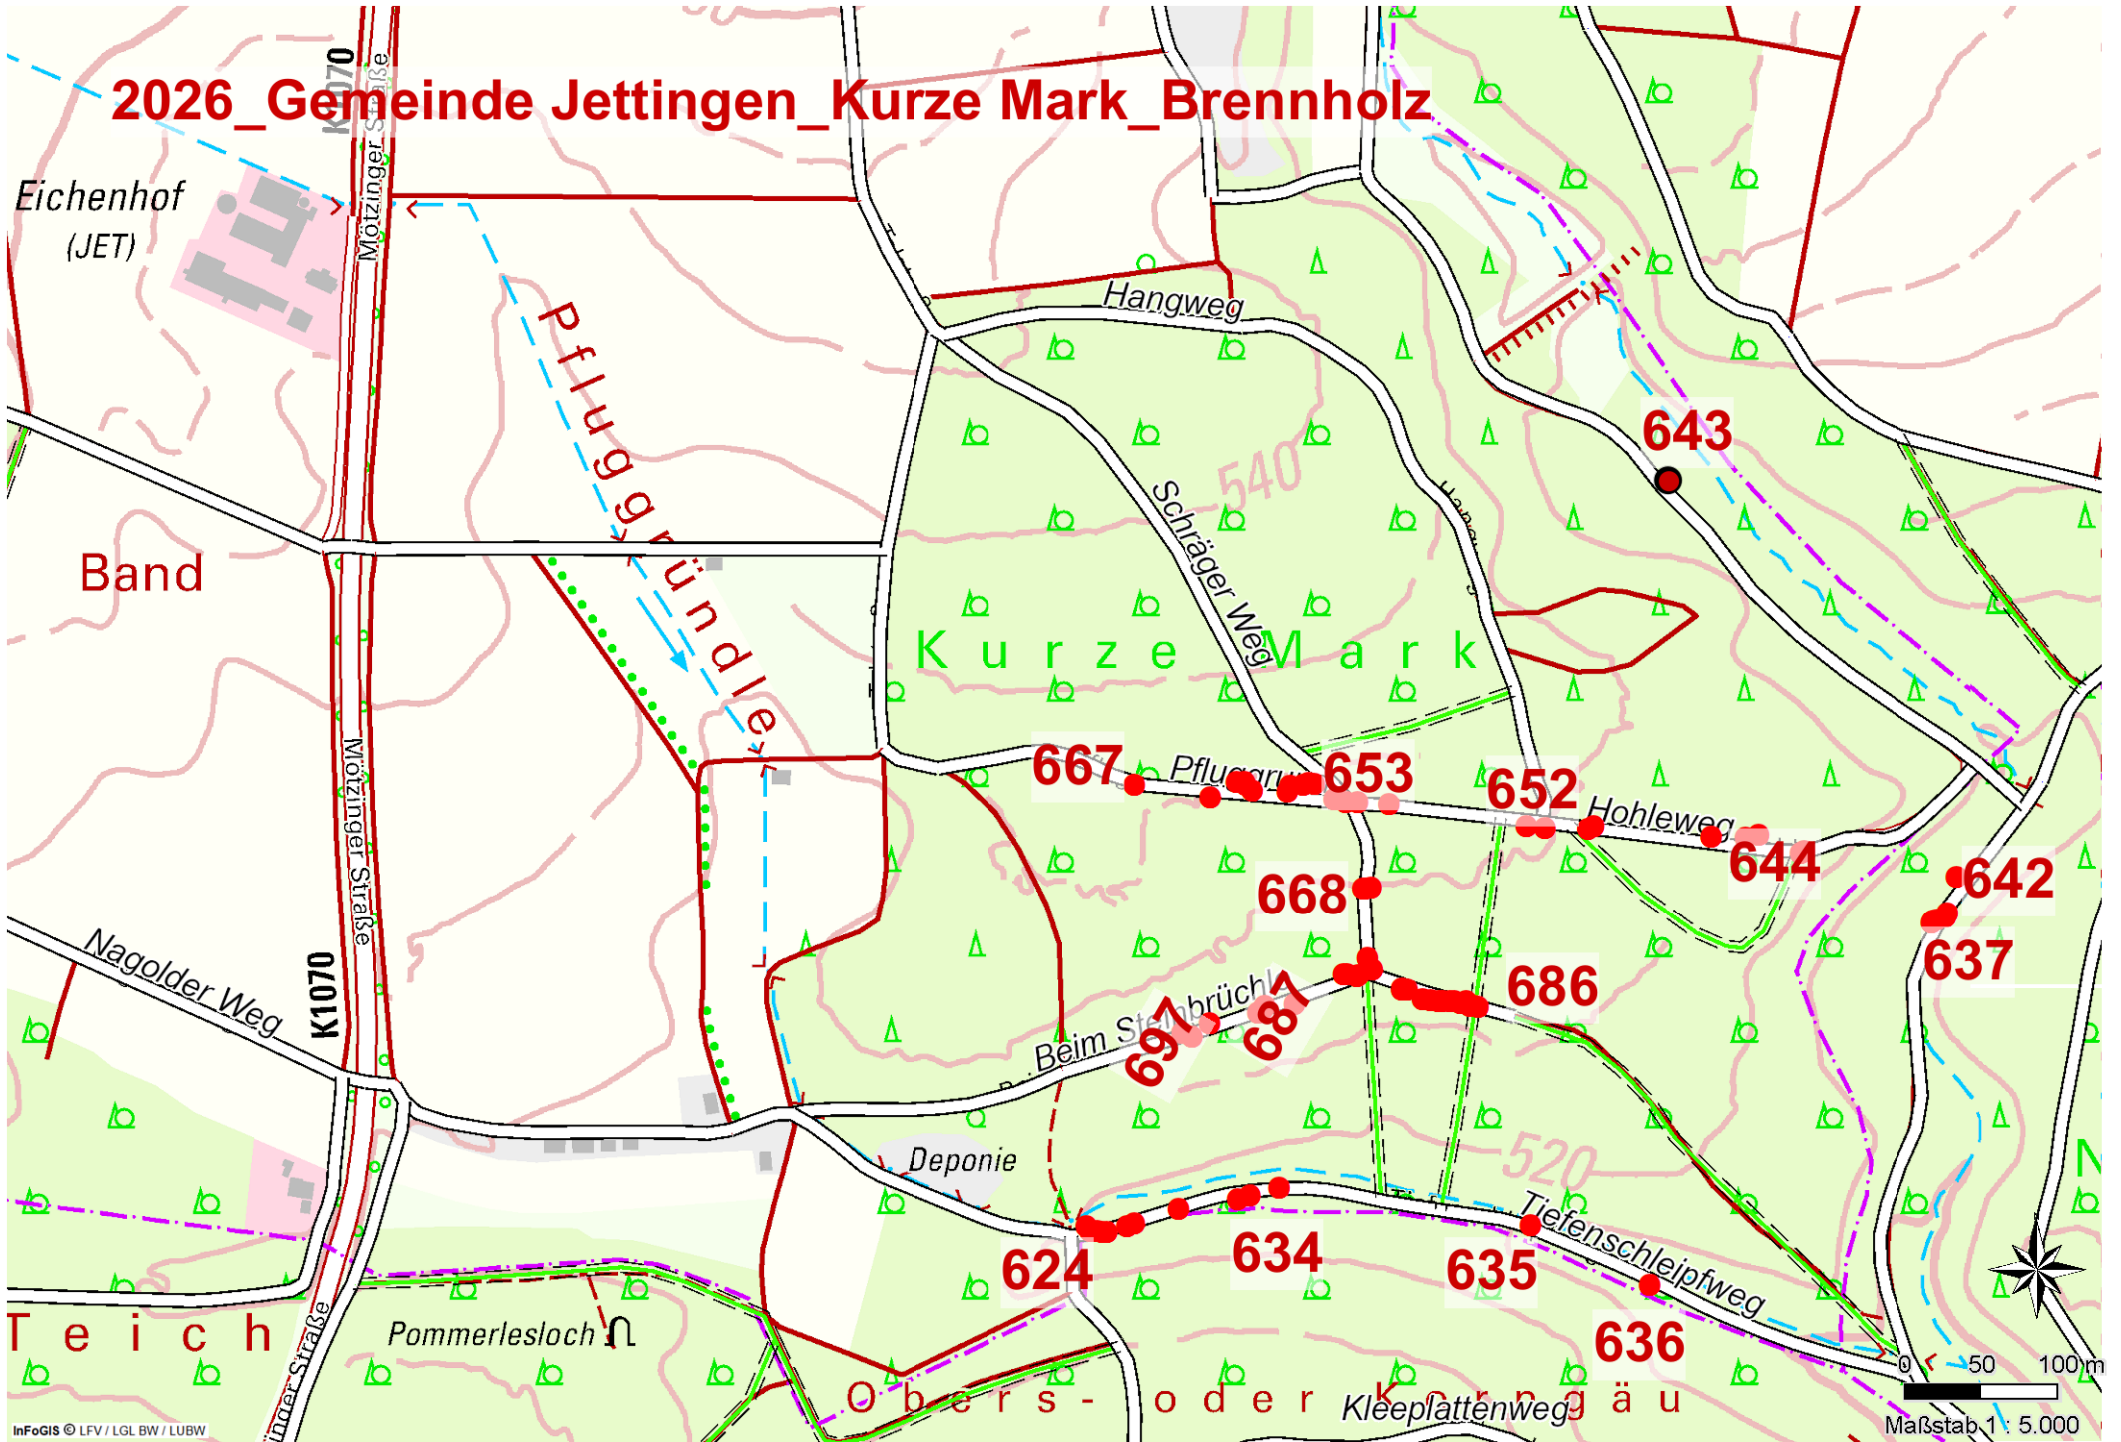 2026_Gemeinde Jettingen_Kurze Mark_Brennholz
K1070
Mötzinger Straße
Eichenhof
(JET)
Hangweg
Pfluggründle
643
540
Schräger Weg
Band
Kurze Mark
667
Pfluggru
653
652
Hohleweg
644
Mötzinger Straße
668
642
637
Nagolder Weg
K1070
686
697
Beim Steinbrüchle
687
Deponie
520
Tiefenschleipfweg
624
634
635
636
Teich
Pommerlesloch
inger Straße
Obers- oder Korngäu
Kleeplattenweg
N
0 50 100 m
Maßstab 1 : 5.000
InFoGIS © LFV / LGL BW / LUBW